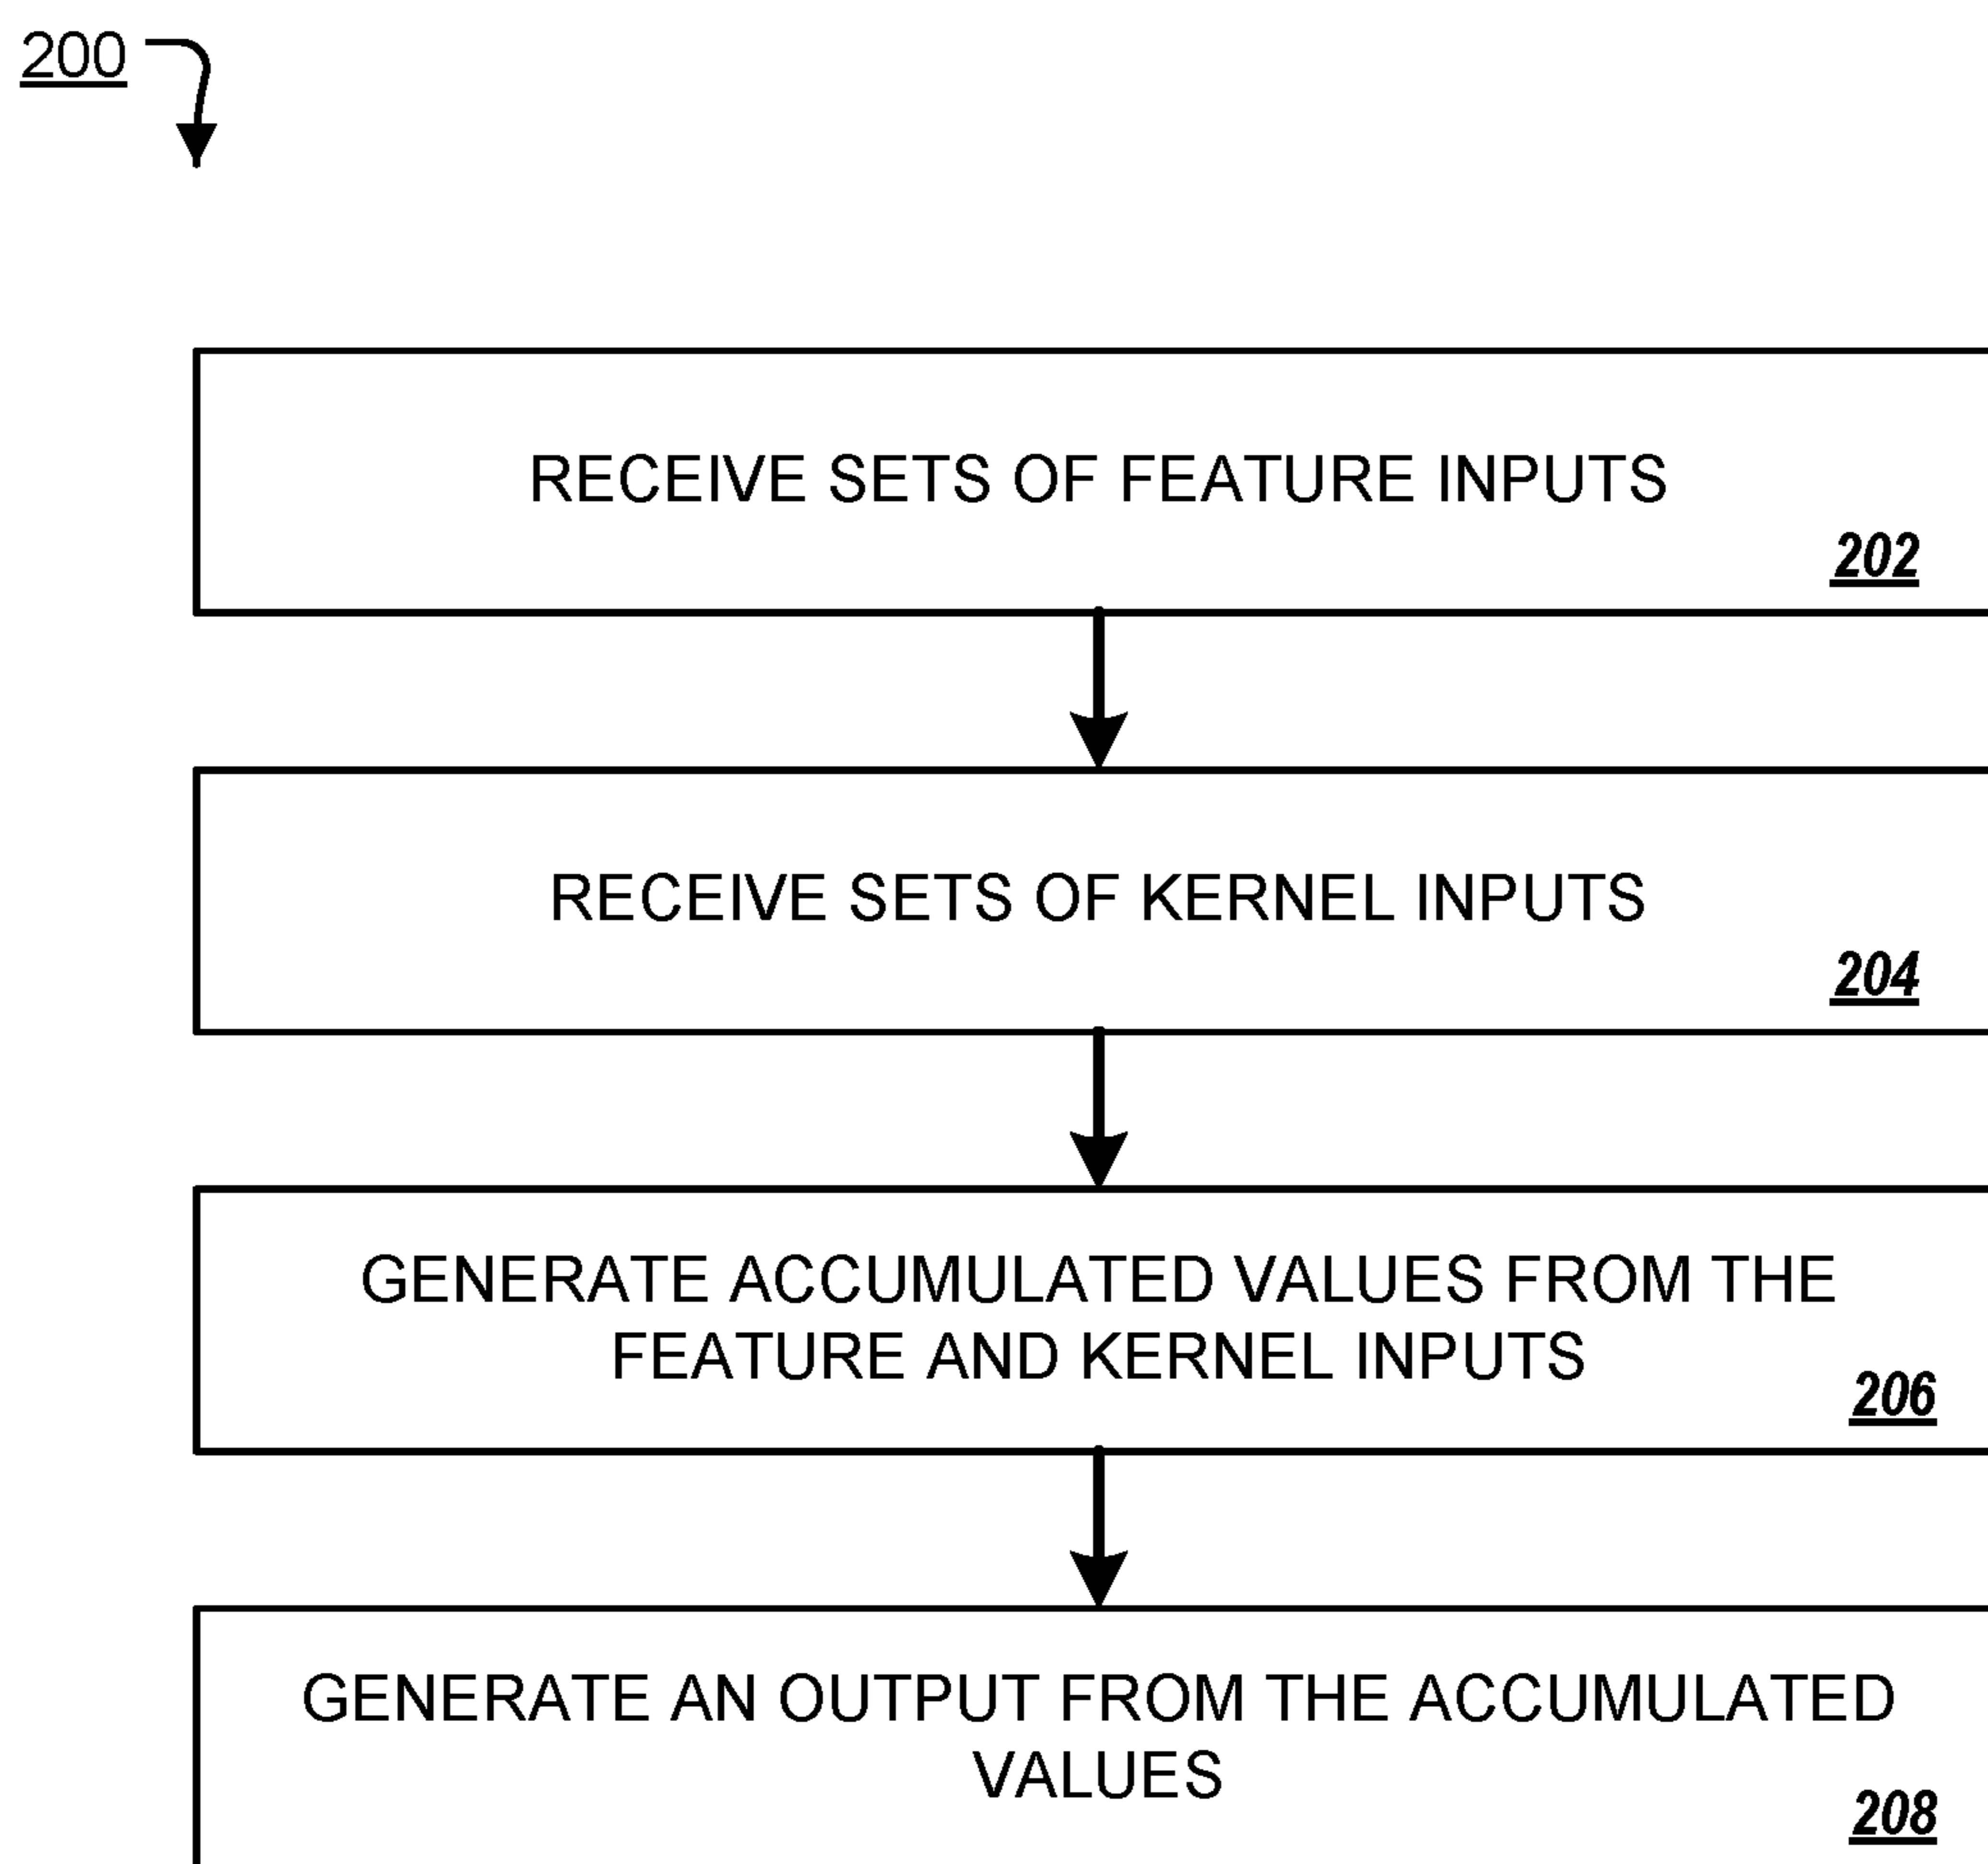 200
RECEIVE SETS OF FEATURE INPUTS
202
RECEIVE SETS OF KERNEL INPUTS
204
GENERATE ACCUMULATED VALUES FROM THE
FEATURE AND KERNEL INPUTS
206
GENERATE AN OUTPUT FROM THE ACCUMULATED
VALUES
208